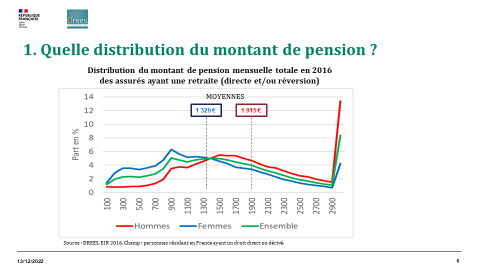 RÉPUBLIQUE
FRANÇAISE
Drees
1. Quelle distribution du montant de pension ?
Distribution du montant de pension mensuelle totale en 2016
des assurés ayant une retraite (directe et/ou réversion)
MOYENNES
1 329 € 1 915 €
Part en %
14
12
10
8
6
4
2
0
100 300 500 700 900 1100 1300 1500 1700 1900 2100 2300 2500 2700 2900
Hommes Femmes Ensemble
Source : DREES. EIR 2016. Champ : personnes résidant en France ayant un droit direct ou dérivé.
13/12/2022 6